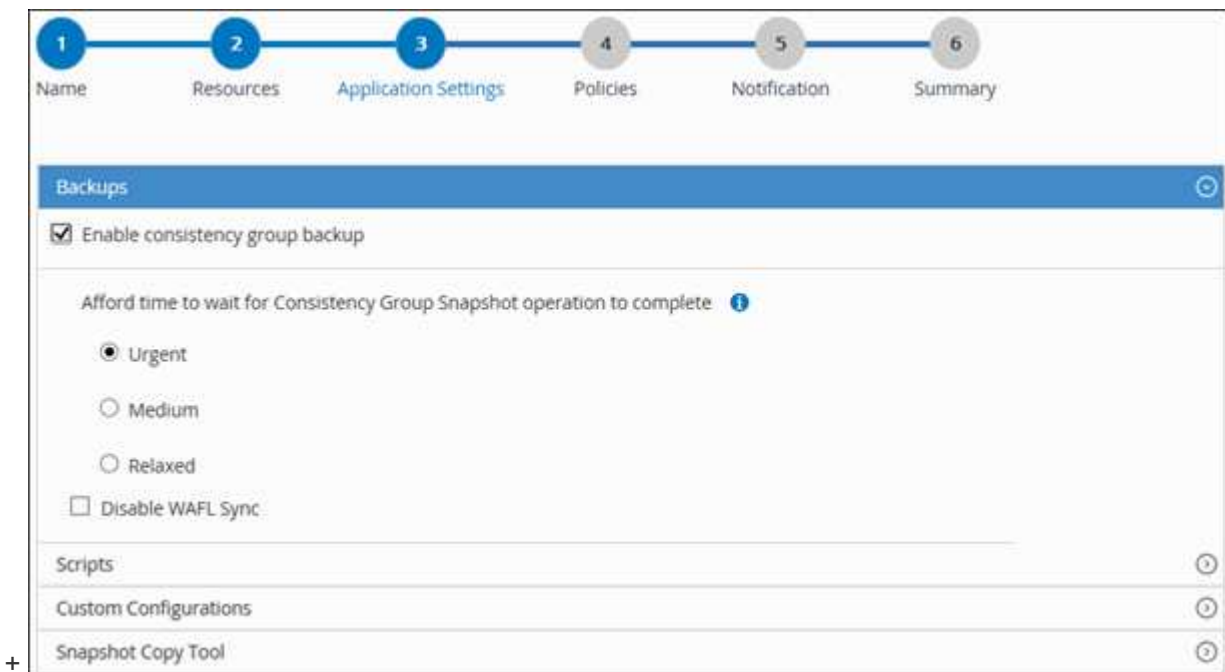 1 2 3 4 5 6
Name Resources Application Settings Policies Notification Summary
Backups
Enable consistency group backup
Afford time to wait for Consistency Group Snapshot operation to complete i
Urgent
Medium
Relaxed
Disable WAFL Sync
Scripts
Custom Configurations
Snapshot Copy Tool
+